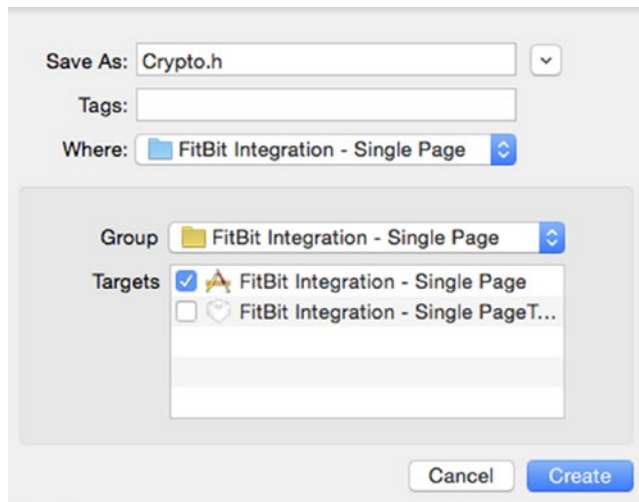 Save As: Crypto.h
Tags:
Where: FitBit Integration - Single Page
Group FitBit Integration - Single Page
Targets FitBit Integration - Single Page
FitBit Integration - Single PageT...
Cancel Create